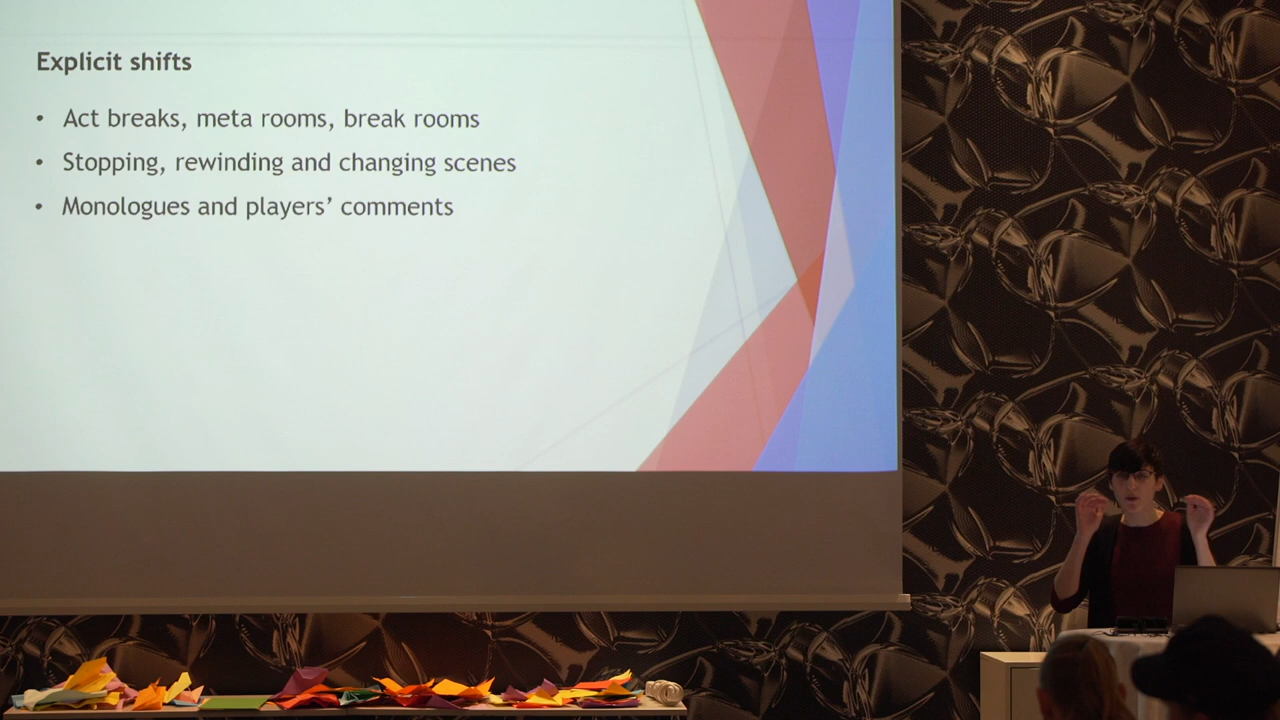 Explicit shifts
• Act breaks, meta rooms, break rooms
• Stopping, rewinding and changing scenes
• Monologues and players’ comments